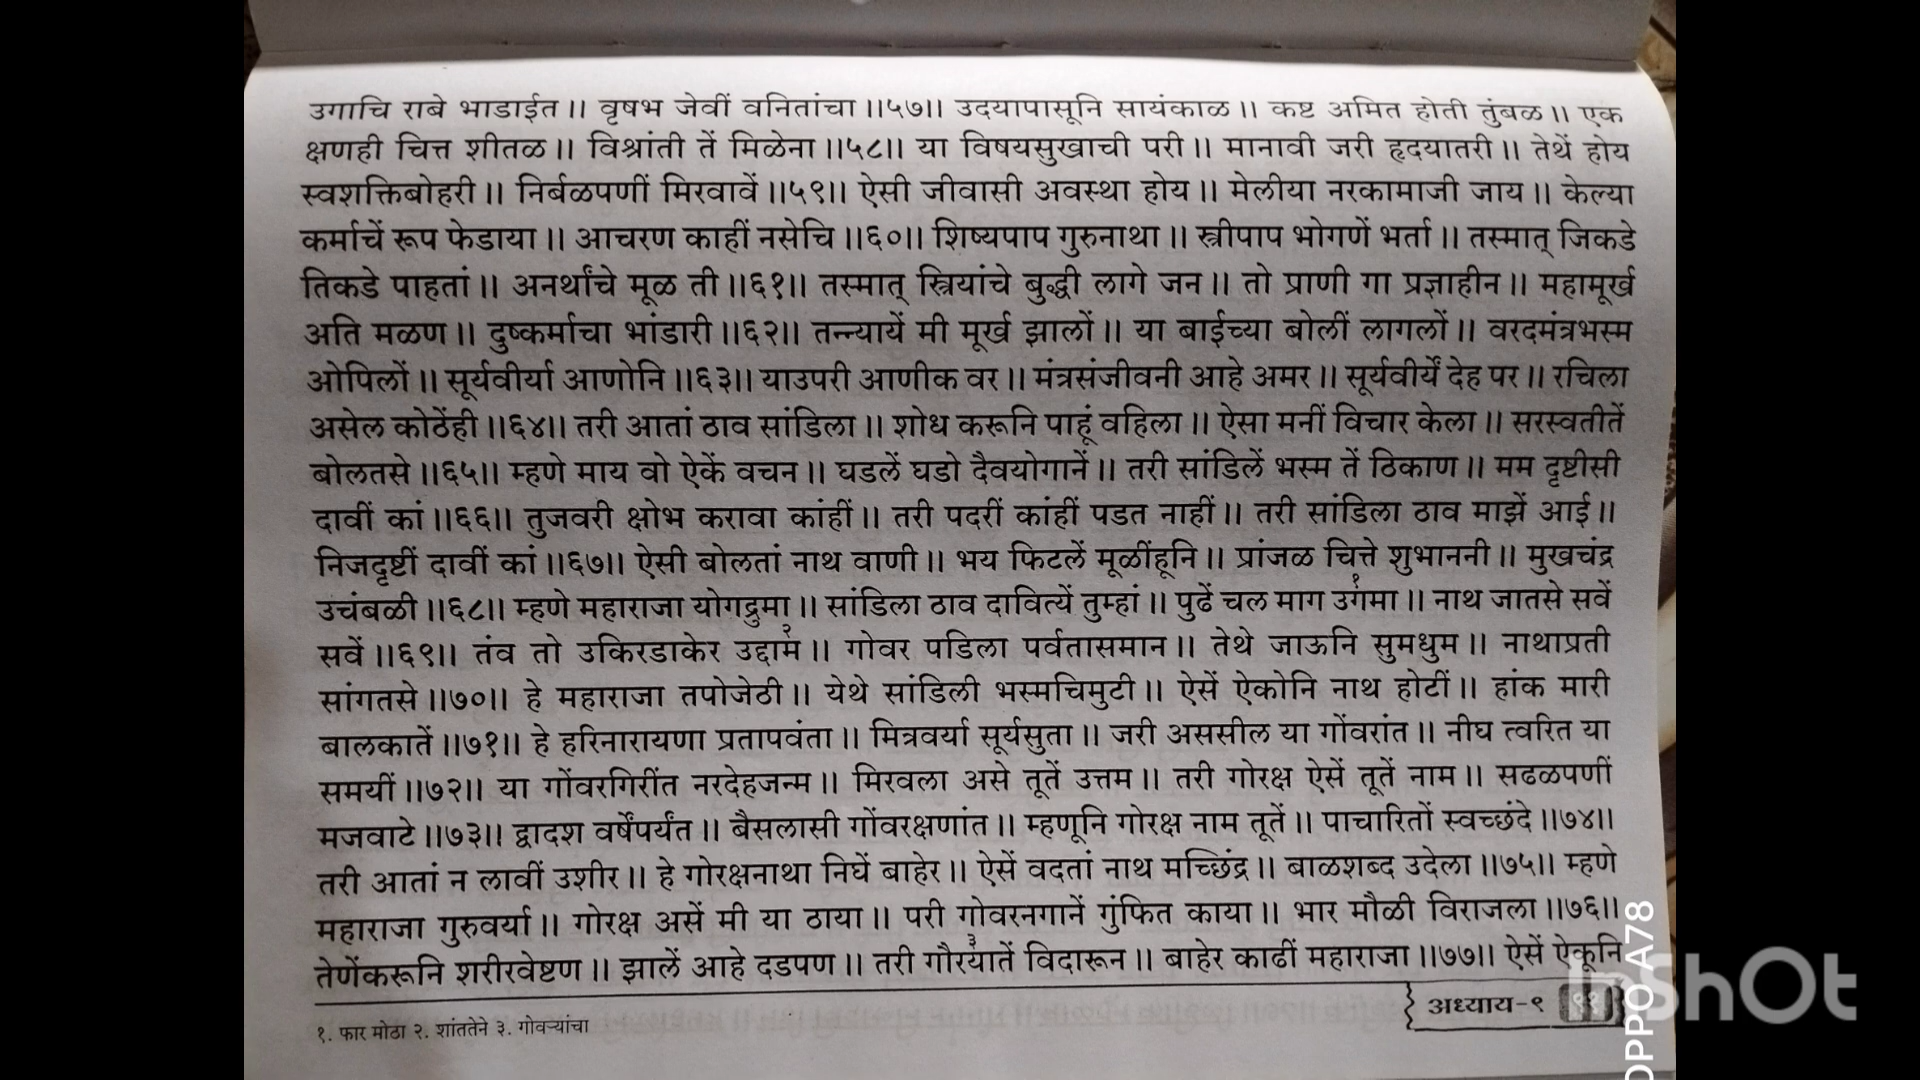 उगाचि राबे भाडाईत ॥ वृषभ जेवीं वनितांचा ॥५७॥ उदयापासूनि सायंकाळ ॥ कष्ट अमित होती तुंबळ ॥ एक
क्षणही चित्त शीतळ ॥ विश्रांती तें मिळेना ॥५८॥ या विषयसुखाची परी ॥ मानावी जरी हृदयातरी ॥ तेथें होय
स्वशक्तिबोहरी ॥ निर्बळपणीं मिरवावें ॥५९॥ ऐसी जीवासी अवस्था होय ॥ मेलीया नरकामाजी जाय ॥ केल्या
कर्माचें रूप फेडाया ॥ आचरण काहीं नसेचि ॥६०॥ शिष्यपाप गुरुनाथा ॥ स्त्रीपाप भोगणें भर्ता ॥ तस्मात् जिकडे
तिकडे पाहतां ॥ अनर्थांचे मूळ ती ॥६१॥ तस्मात् स्त्रियांचे बुद्धी लागे जन ॥ तो प्राणी गा प्रज्ञाहीन ॥ महामूर्ख
अति मळण ॥ दुष्कर्माचा भांडारी ॥६२॥ तन्न्यायें मी मूर्ख झालों ॥ या बाईच्या बोलीं लागलों ॥ वरदमंत्रभस्म
ओपिलों ॥ सूर्यवीर्या आणोनि ॥६३॥ याउपरी आणीक वर ॥ मंत्रसंजीवनी आहे अमर ॥ सूर्यवीर्यें देह पर ॥ रचिला
असेल कोठेंही ॥६४॥ तरी आतां ठाव सांडिला ॥ शोध करूनि पाहूं वहिला ॥ ऐसा मनीं विचार केला ॥ सरस्वतीतें
बोलतसे ॥६५॥ म्हणे माय वो ऐकें वचन ॥ घडलें घडो दैवयोगानें ॥ तरी सांडिलें भस्म तें ठिकाण ॥ मम दृष्टीसी
दावीं कां ॥६६॥ तुजवरी क्षोभ करावा कांहीं ॥ तरी पदरीं कांहीं पडत नाहीं ॥ तरी सांडिला ठाव माझें आई ॥
निजदृष्टीं दावीं कां ॥६७॥ ऐसी बोलतां नाथ वाणी ॥ भय फिटलें मूळींहूनि ॥ प्रांजळ चित्ते शुभाननी ॥ मुखचंद्र
उचंबळी ॥६८॥ म्हणे महाराजा योगद्रुमा ॥ सांडिला ठाव दावित्यें तुम्हां ॥ पुढें चल माग उगमा१ ॥ नाथ जातसे सवें
सवें ॥६९॥ तंव तो उकिरडाकेर उद्दाम२ ॥ गोवर पडिला पर्वतासमान ॥ तेथे जाऊनि सुमधुम ॥ नाथाप्रती
सांगतसे ॥७०॥ हे महाराजा तपोजेठी ॥ येथे सांडिली भस्मचिमुटी ॥ ऐसें ऐकोनि नाथ होटीं ॥ हांक मारी
बालकातें ॥७१॥ हे हरिनारायणा प्रतापवंता ॥ मित्रवर्या सूर्यसुता ॥ जरी अससील या गोंवरांत ॥ नीघ त्वरित या
समयीं ॥७२॥ या गोंवरगिरींत नरदेहजन्म ॥ मिरवला असे तूतें उत्तम ॥ तरी गोरक्ष ऐसें तूतें नाम ॥ सढळपणीं
मजवाटे ॥७३॥ द्वादश वर्षेंपर्यंत ॥ बैसलासी गोंवरक्षणांत ॥ म्हणूनि गोरक्ष नाम तूतें ॥ पाचारितों स्वच्छंदे ॥७४॥
तरी आतां न लावीं उशीर ॥ हे गोरक्षनाथा निघें बाहेर ॥ ऐसें वदतां नाथ मच्छिंद्र ॥ बाळशब्द उदेला ॥७५॥ म्हणे
महाराजा गुरुवर्या ॥ गोरक्ष असें मी या ठाया ॥ परी गोवरनगानें गुंफित काया ॥ भार मौळी विराजला ॥७६॥
तेणेंकरूनि शरीरवेष्टण ॥ झालें आहे दडपण ॥ तरी गौरयातें३ विदारून ॥ बाहेर काढीं महाराजा ॥७७॥ ऐसें ऐकूनि
१. फार मोठा २. शांततेने ३. गोवऱ्यांचा
अध्याय-९
InShOt
OPPO A78